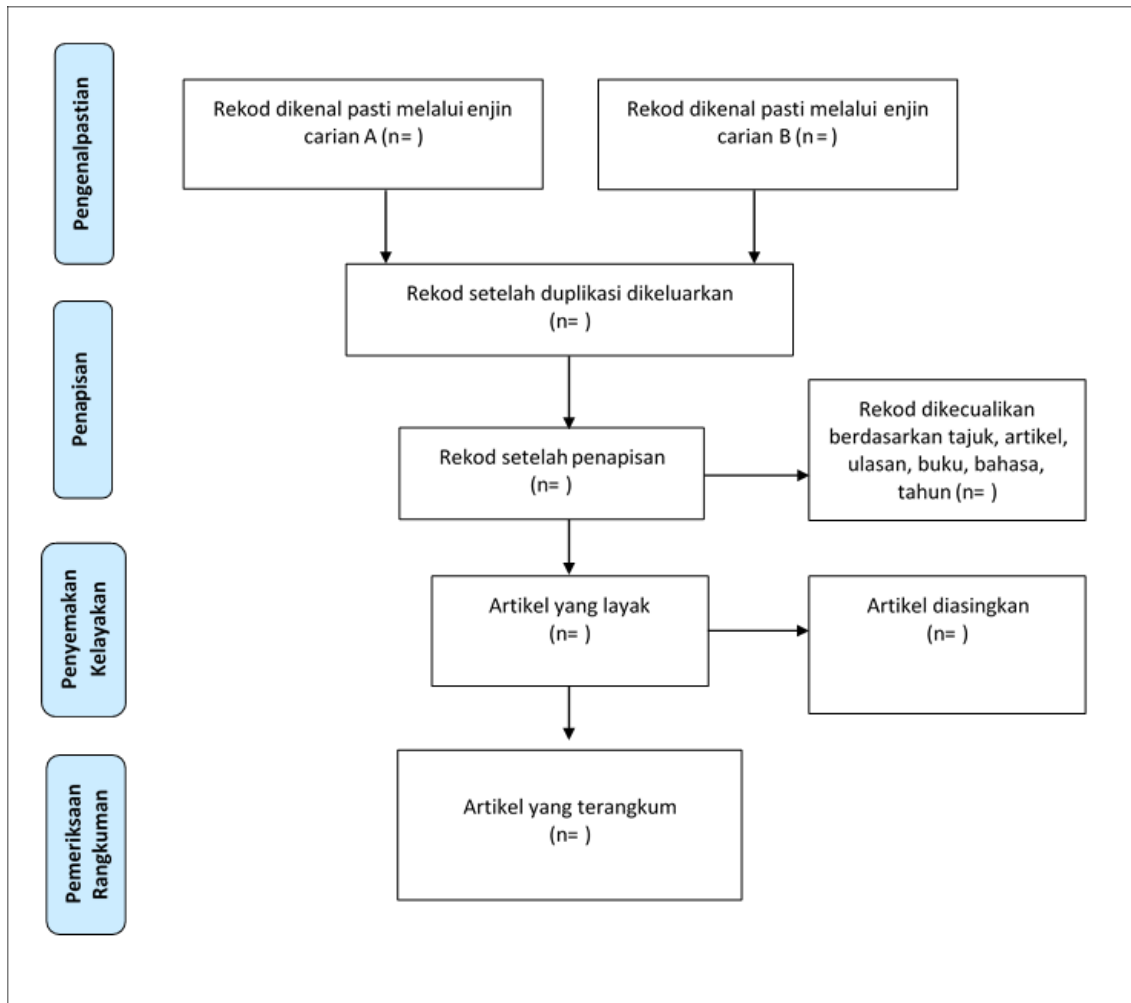 Pengenalpastian
Rekod dikenal pasti melalui enjin
carian A (n= )
Rekod dikenal pasti melalui enjin
carian B (n= )
Rekod setelah duplikasi dikeluarkan
(n= )
Penapisan
Rekod setelah penapisan
(n= )
Rekod dikecualikan
berdasarkan tajuk, artikel,
ulasan, buku, bahasa,
tahun (n= )
Penyemakan
Kelayakan
Artikel yang layak
(n= )
Artikel diasingkan
(n= )
Pemeriksaan
Rangkuman
Artikel yang terangkum
(n= )